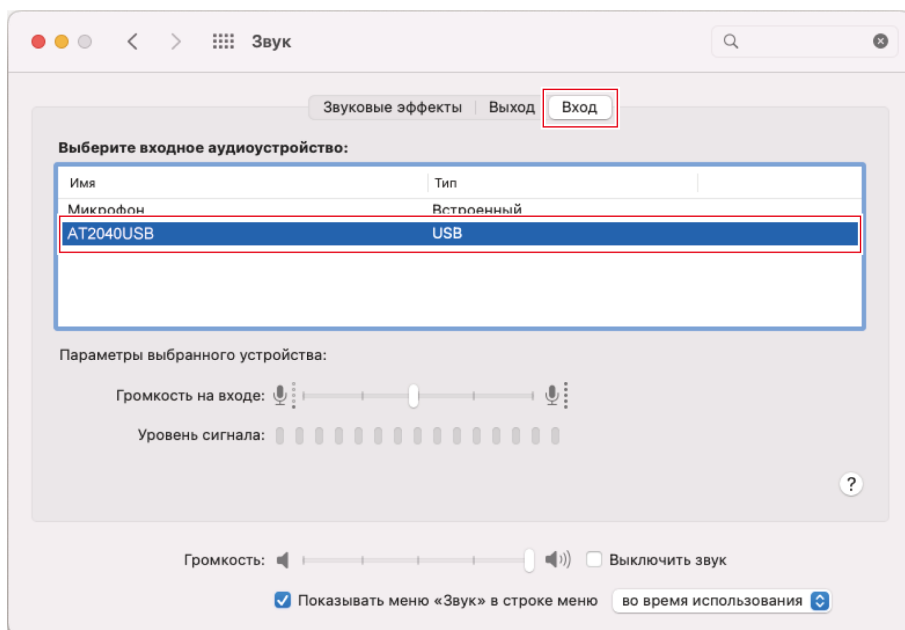 Звук
Звуковые эффекты Выход Вход
Выберите входное аудиоустройство:
Имя Тип
Микрофон Встроенный
AT2040USB USB
Параметры выбранного устройства:
Громкость на входе:
Уровень сигнала:
?
Громкость: Выключить звук
Показывать меню «Звук» в строке меню во время использования